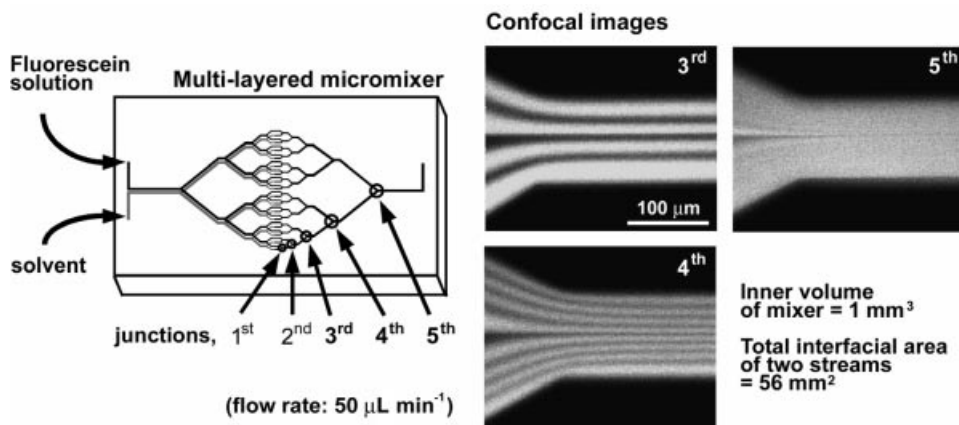 Confocal images
Fluorescein
solution
Multi-layered micromixer
solvent
junctions, 1st 2nd 3rd 4th 5th
(flow rate: 50 μL min-1)
3rd
5th
100 μm
4th
Inner volume
of mixer = 1 mm3
Total interfacial area
of two streams
= 56 mm2